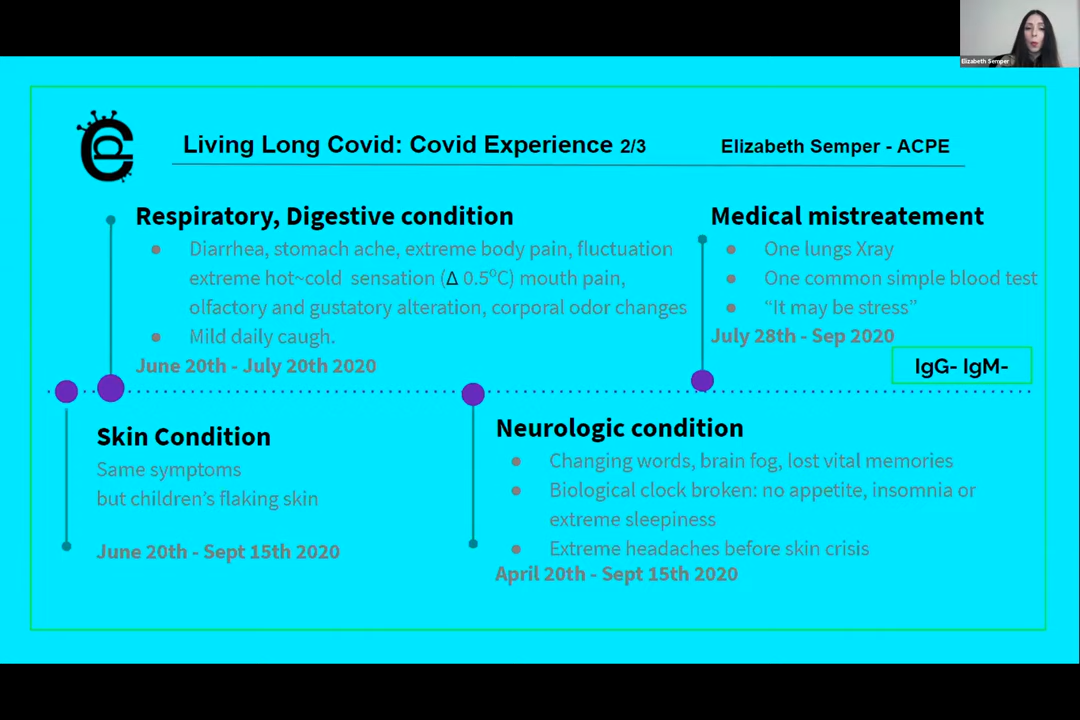 Elizabeth Semper
Living Long Covid: Covid Experience 2/3
Elizabeth Semper - ACPE
Respiratory, Digestive condition
● Diarrhea, stomach ache, extreme body pain, fluctuation
extreme hot~cold sensation (Δ 0.5ºC) mouth pain,
olfactory and gustatory alteration, corporal odor changes
● Mild daily caugh.
June 20th - July 20th 2020
Medical mistreatement
● One lungs Xray
● One common simple blood test
● “It may be stress”
July 28th - Sep 2020
IgG- IgM-
Skin Condition
Same symptoms
but children’s flaking skin
June 20th - Sept 15th 2020
Neurologic condition
● Changing words, brain fog, lost vital memories
● Biological clock broken: no appetite, insomnia or
extreme sleepiness
● Extreme headaches before skin crisis
April 20th - Sept 15th 2020